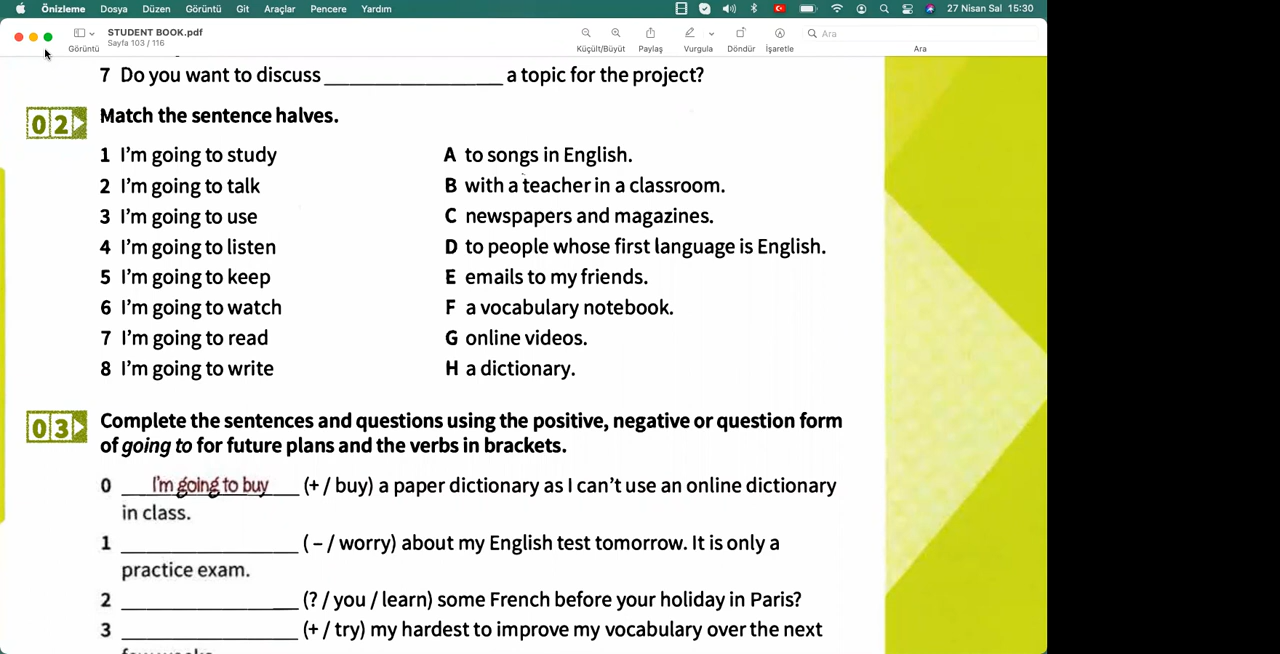 Önizleme Dosya Düzen Görüntü Git Araçlar Pencere Yardım 27 Nisan Sal 15:30
STUDENT BOOK.pdf
Sayfa 103 / 116
Görüntü Küçült/Büyüt Paylaş Vurgula Döndür İşaretle Ara
Ara
7 Do you want to discuss _______________ a topic for the project?
02 Match the sentence halves.
1 I'm going to study A to songs in English.
2 I'm going to talk B with a teacher in a classroom.
3 I'm going to use C newspapers and magazines.
4 I'm going to listen D to people whose first language is English.
5 I'm going to keep E emails to my friends.
6 I'm going to watch F a vocabulary notebook.
7 I'm going to read G online videos.
8 I'm going to write H a dictionary.
03 Complete the sentences and questions using the positive, negative or question form
of going to for future plans and the verbs in brackets.
0 I'm going to buy (+ / buy) a paper dictionary as I can't use an online dictionary
in class.
1 _______________ ( – / worry) about my English test tomorrow. It is only a
practice exam.
2 _______________ (? / you / learn) some French before your holiday in Paris?
3 _______________ (+ / try) my hardest to improve my vocabulary over the next